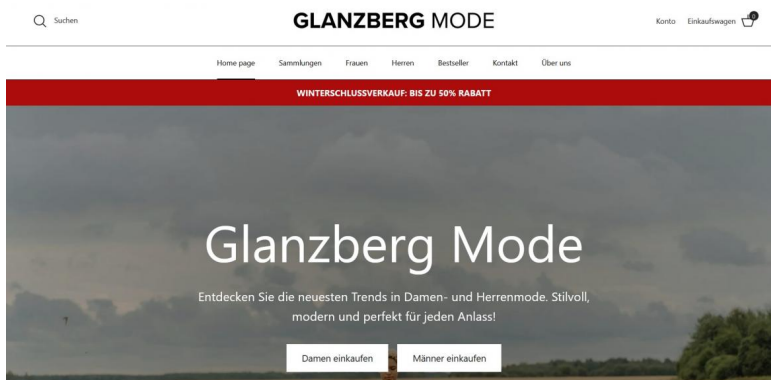 Suchen
GLANZBERG MODE
Konto
Einkaufswagen
0
Home page
Sammlungen
Frauen
Herren
Bestseller
Kontakt
Über uns
WINTERSCHLUSSVERKAUF: BIS ZU 50% RABATT
Glanzberg Mode
Entdecken Sie die neuesten Trends in Damen- und Herrenmode. Stilvoll,
modern und perfekt für jeden Anlass!
Damen einkaufen
Männer einkaufen